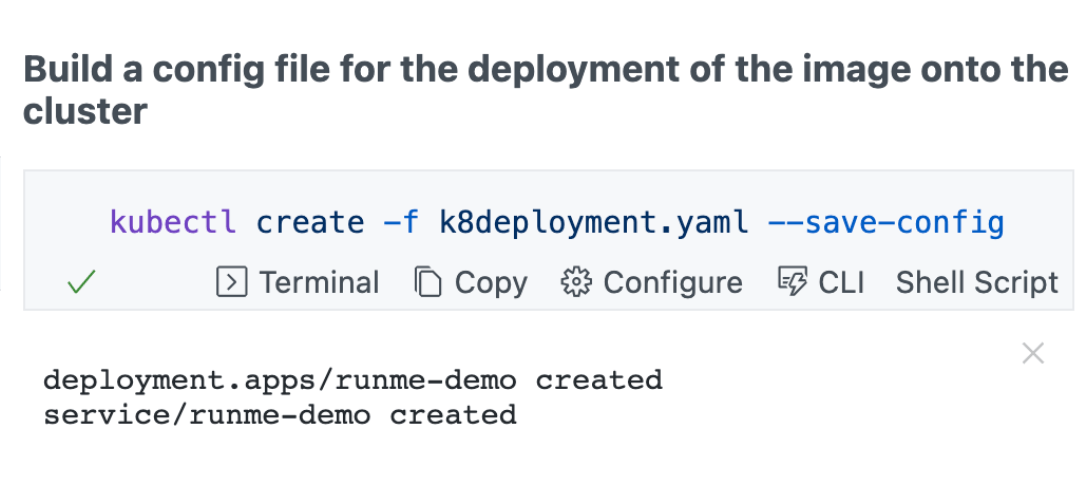 Build a config file for the deployment of the image onto the
cluster
kubectl create -f k8deployment.yaml --save-config
Terminal Copy Configure CLI Shell Script
deployment.apps/runme-demo created
service/runme-demo created